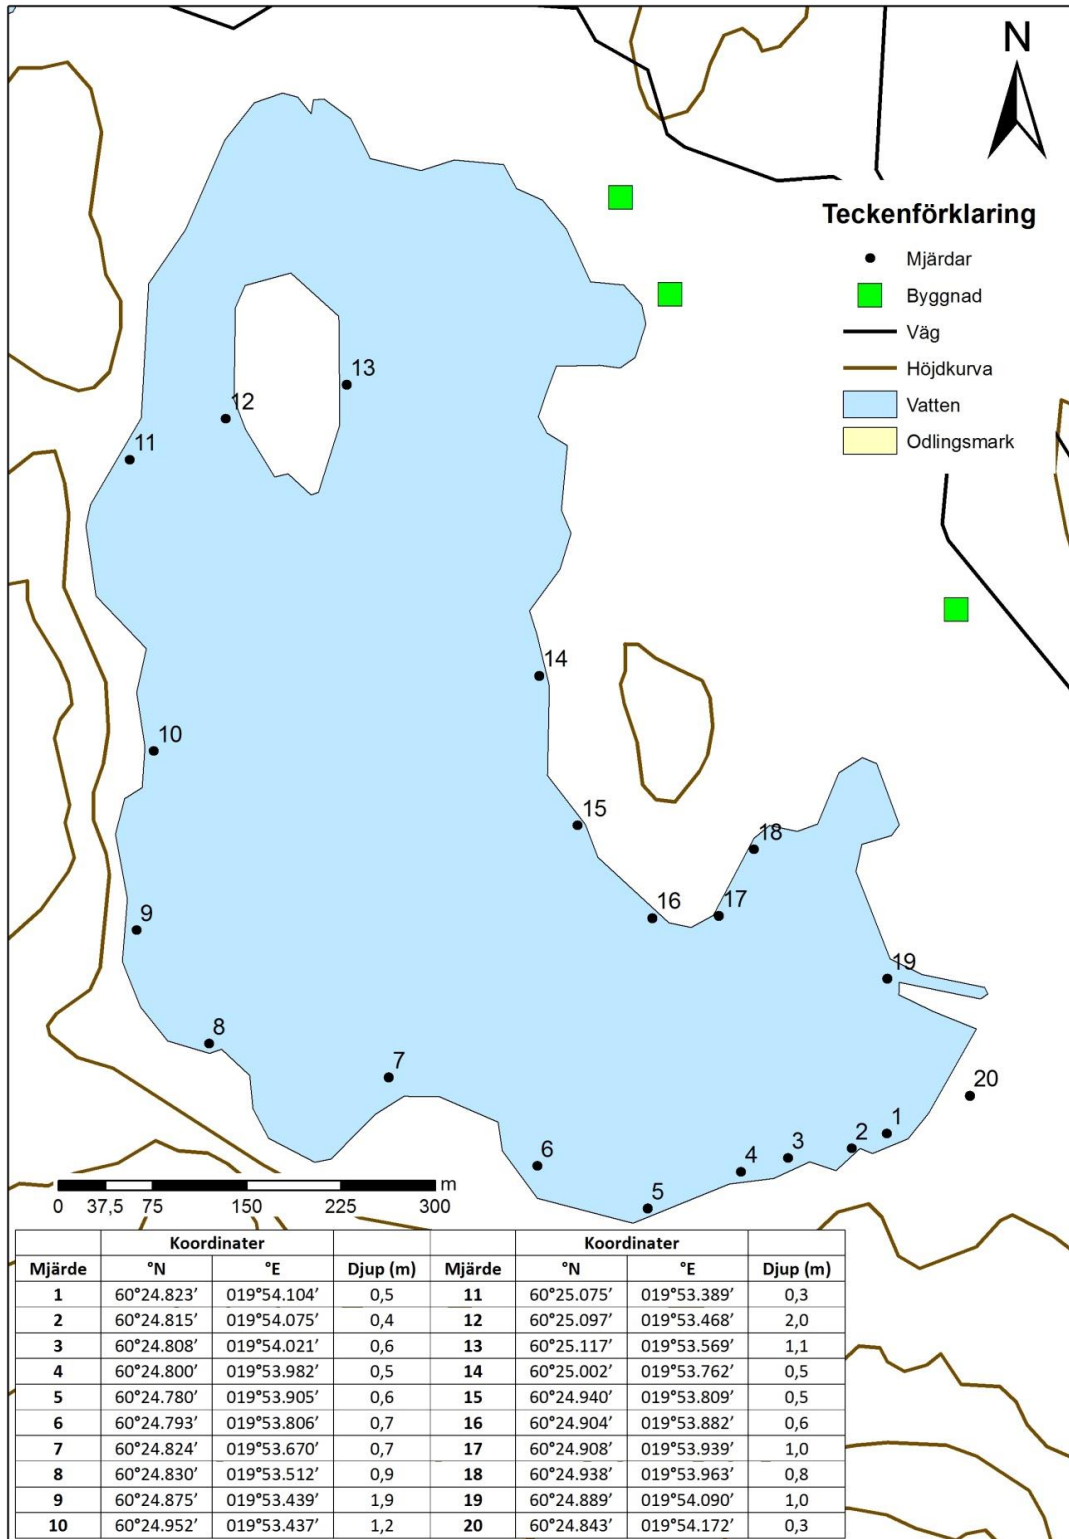 N
Teckenförklaring
Mjärdar
Byggnad
Väg
Höjdkurva
Vatten
Odlingsmark
13
12
11
14
10
15
18
16
17
9
19
8
7
20
1
2
3
6
4
5
m
0 37,5 75 150 225 300
Koordinater Koordinater
Mjärde °N °E Djup (m) Mjärde °N °E Djup (m)
1 60°24.823’ 019°54.104’ 0,5 11 60°25.075’ 019°53.389’ 0,3
2 60°24.815’ 019°54.075’ 0,4 12 60°25.097’ 019°53.468’ 2,0
3 60°24.808’ 019°54.021’ 0,6 13 60°25.117’ 019°53.569’ 1,1
4 60°24.800’ 019°53.982’ 0,5 14 60°25.002’ 019°53.762’ 0,5
5 60°24.780’ 019°53.905’ 0,6 15 60°24.940’ 019°53.809’ 0,5
6 60°24.793’ 019°53.806’ 0,7 16 60°24.904’ 019°53.882’ 0,6
7 60°24.824’ 019°53.670’ 0,7 17 60°24.908’ 019°53.939’ 1,0
8 60°24.830’ 019°53.512’ 0,9 18 60°24.938’ 019°53.963’ 0,8
9 60°24.875’ 019°53.439’ 1,9 19 60°24.889’ 019°54.090’ 1,0
10 60°24.952’ 019°53.437’ 1,2 20 60°24.843’ 019°54.172’ 0,3